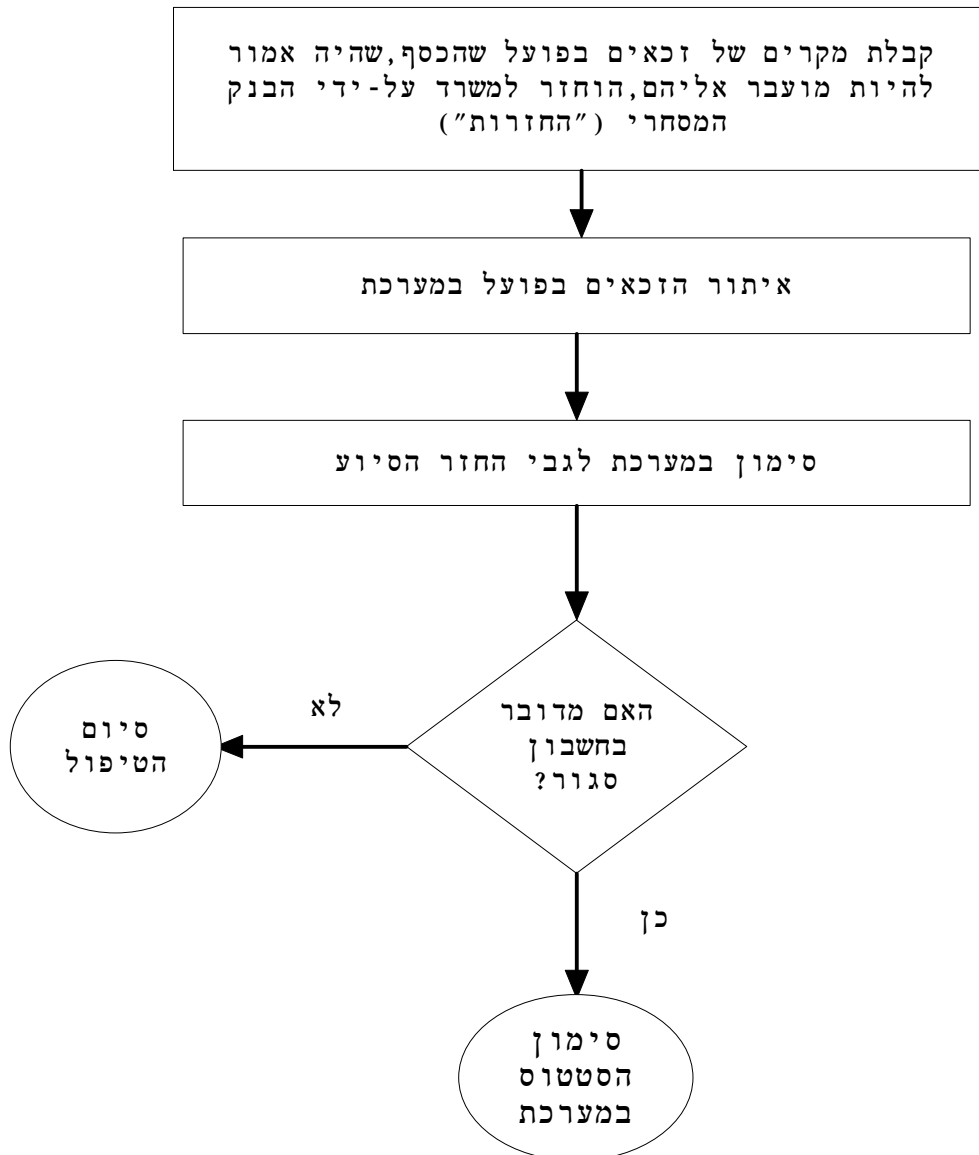 קבלת מקרים של זכאים בפועל שהכסף,שהיה אמור
להיות מועבר אליהם,הוחזר למשרד על-ידי הבנק
המסחרי ("החזרות")
איתור הזכאים בפועל במערכת
סימון במערכת לגבי החזר הסיוע
האם מדובר
בחשבון
סגור?
לא
סיום
הטיפול
כן
סימון
הסטטוס
במערכת